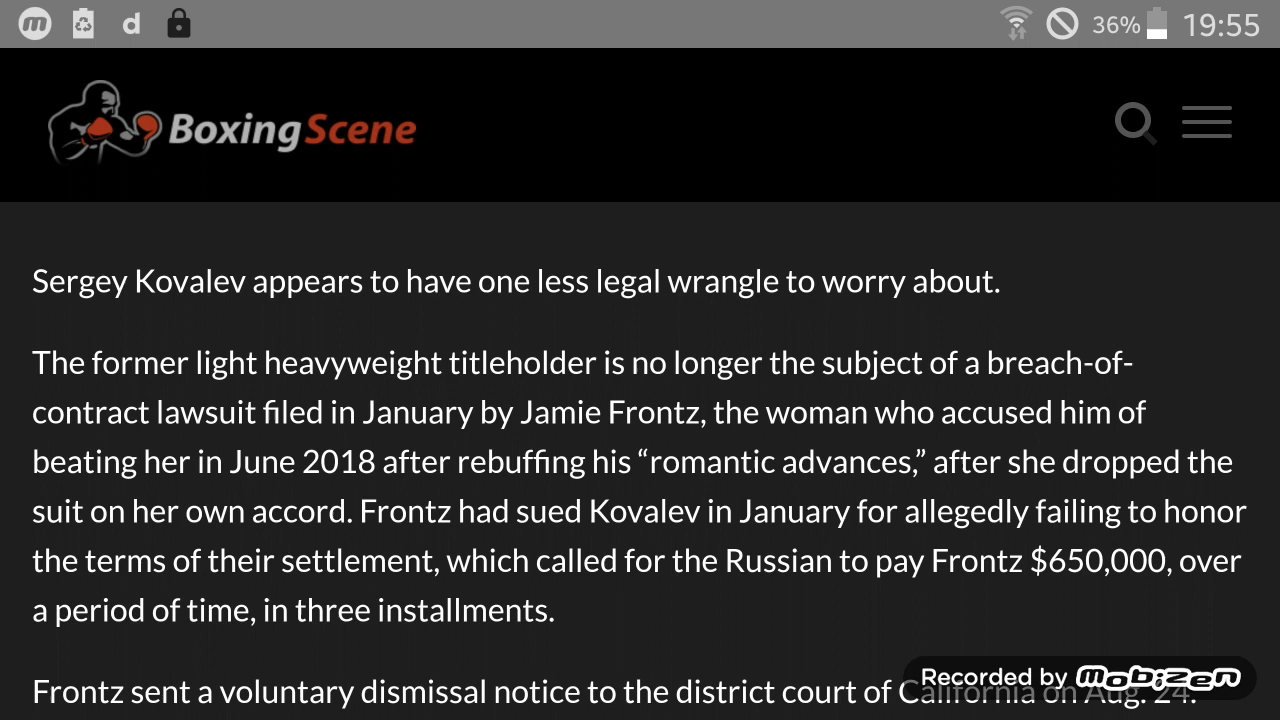 m d 36% 19:55
BoxingScene
Sergey Kovalev appears to have one less legal wrangle to worry about.
The former light heavyweight titleholder is no longer the subject of a breach-of-
contract lawsuit filed in January by Jamie Frontz, the woman who accused him of
beating her in June 2018 after rebuffing his “romantic advances,” after she dropped the
suit on her own accord. Frontz had sued Kovalev in January for allegedly failing to honor
the terms of their settlement, which called for the Russian to pay Frontz $650,000, over
a period of time, in three installments.
Frontz sent a voluntary dismissal notice to the district court of California on Aug. 24.
Recorded by mobizen